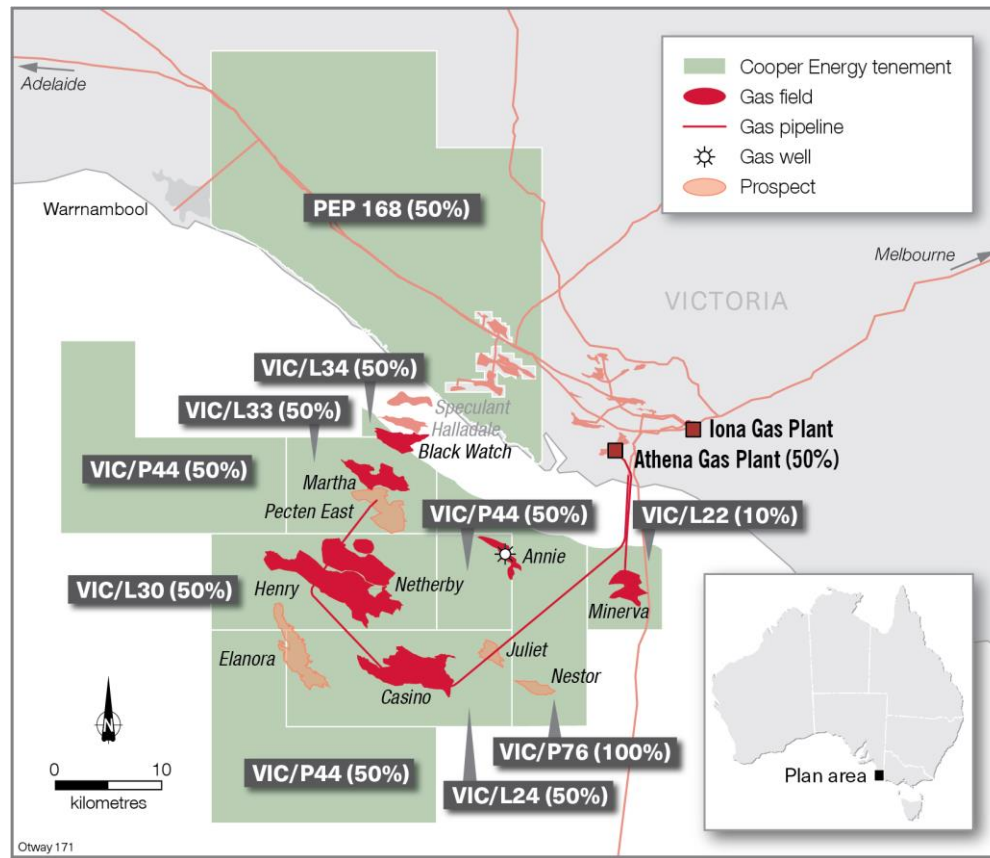 Adelaide
Warrnambool
PEP 168 (50%)
Cooper Energy tenement
Gas field
Gas pipeline
Gas well
Prospect
Melbourne
VICTORIA
VIC/L34 (50%)
VIC/L33 (50%)
Speculant
Halladale
Black Watch
Iona Gas Plant
Athena Gas Plant (50%)
VIC/P44 (50%)
Martha
Pecten East
VIC/P44 (50%)
VIC/L22 (10%)
Annie
VIC/L30 (50%)
Henry
Netherby
Minerva
Elanora
Casino
Juliet
Nestor
VIC/P76 (100%)
VIC/P44 (50%)
VIC/L24 (50%)
N
0 10
kilometres
Plan area
Otway 171